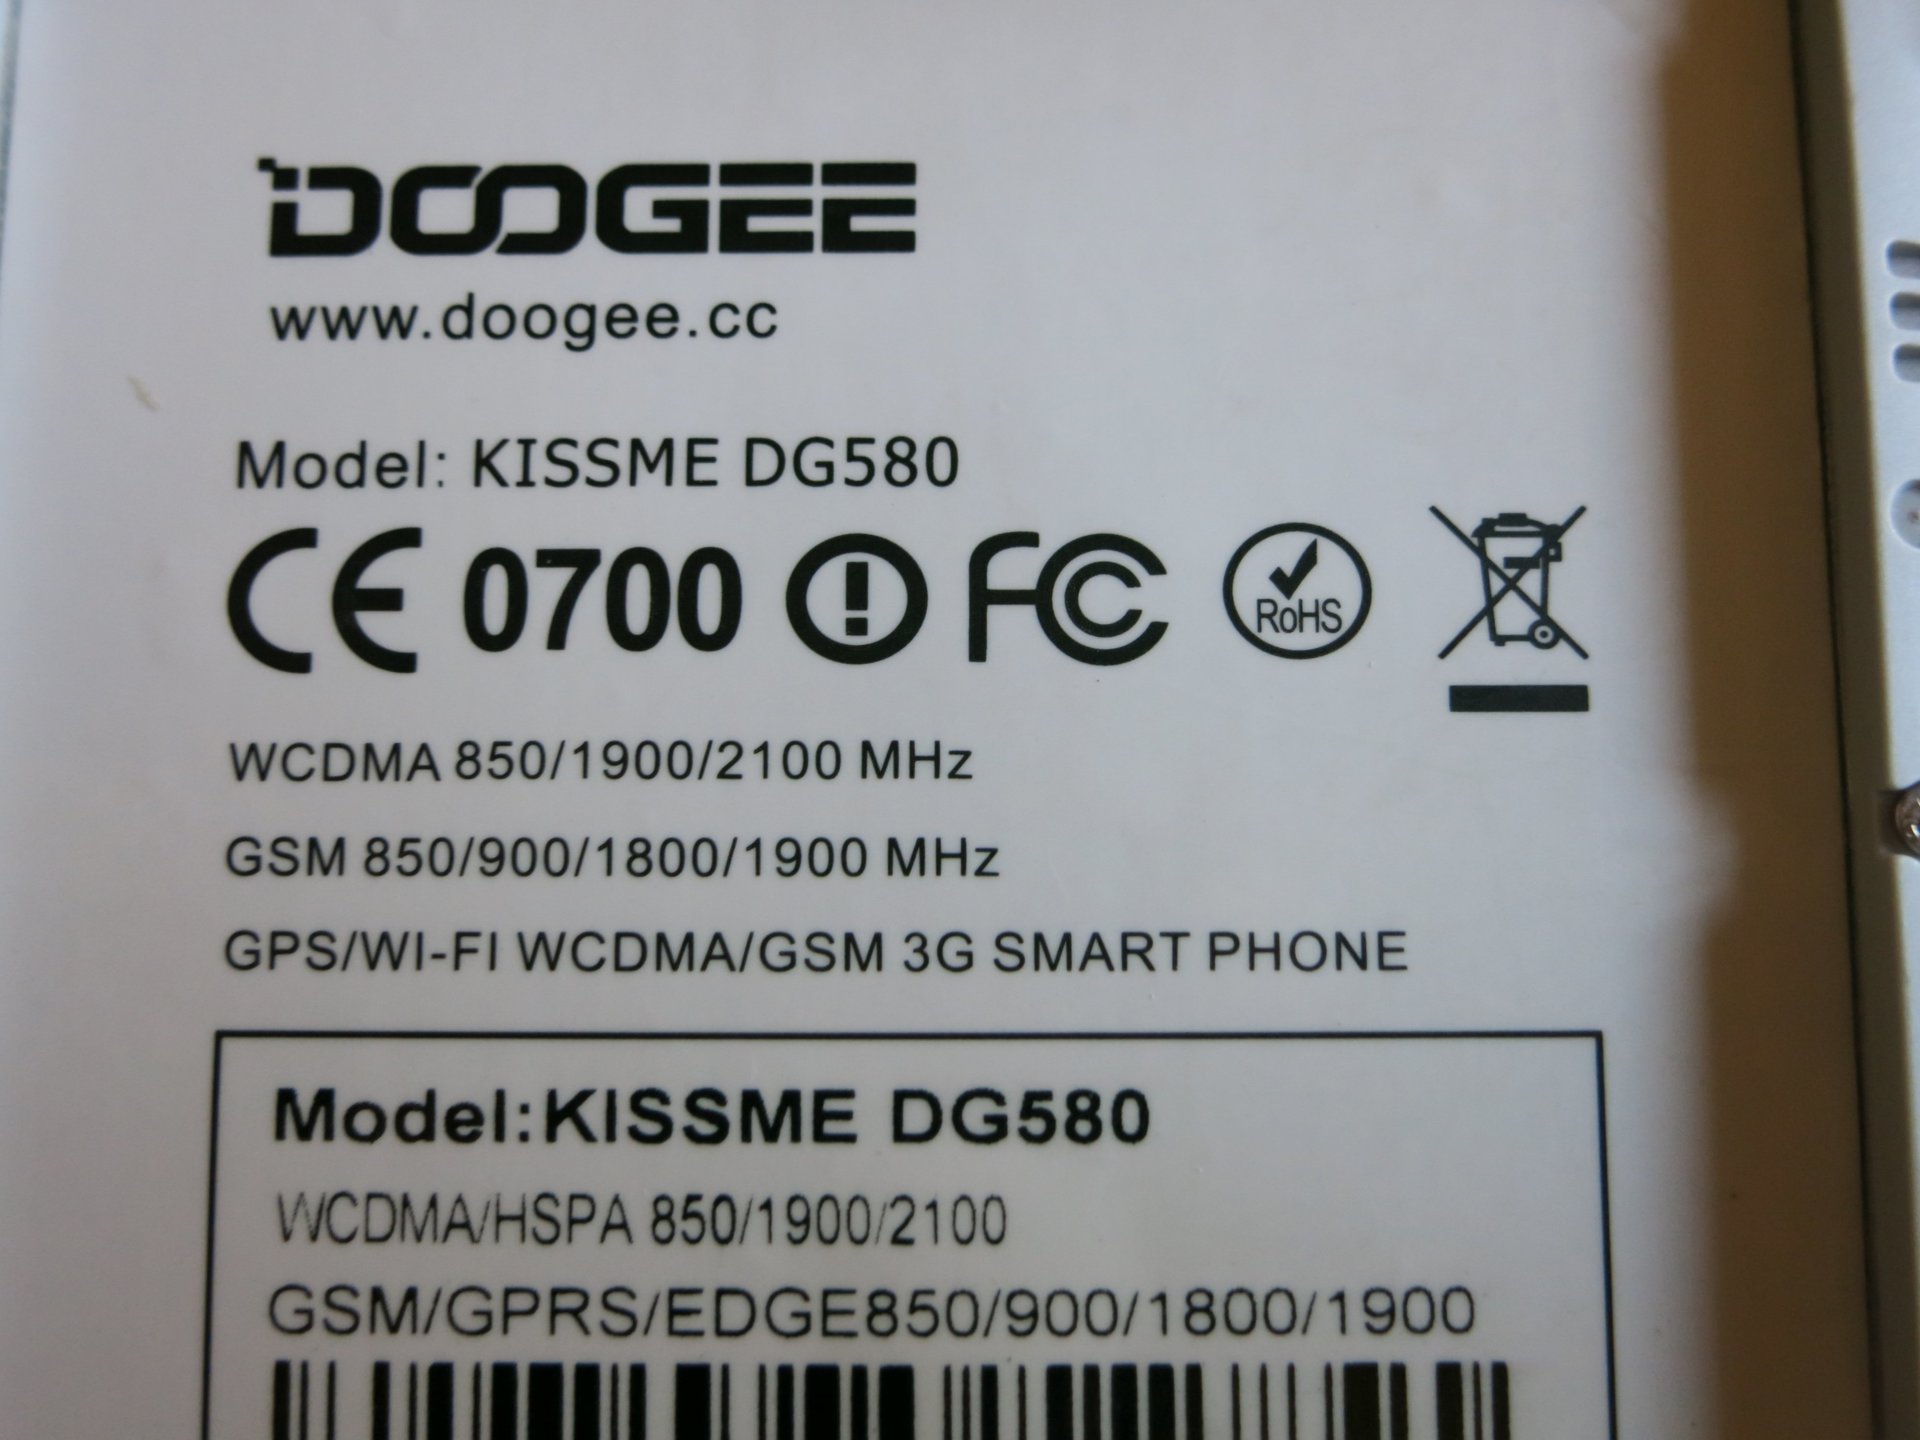 DOOGEE
www.doogee.cc
Model: KISSME DG580
CE 0700 ! FC RoHS
WCDMA 850/1900/2100 MHz
GSM 850/900/1800/1900 MHz
GPS/WI-FI WCDMA/GSM 3G SMART PHONE
Model:KISSME DG580
WCDMA/HSPA 850/1900/2100
GSM/GPRS/EDGE850/900/1800/1900